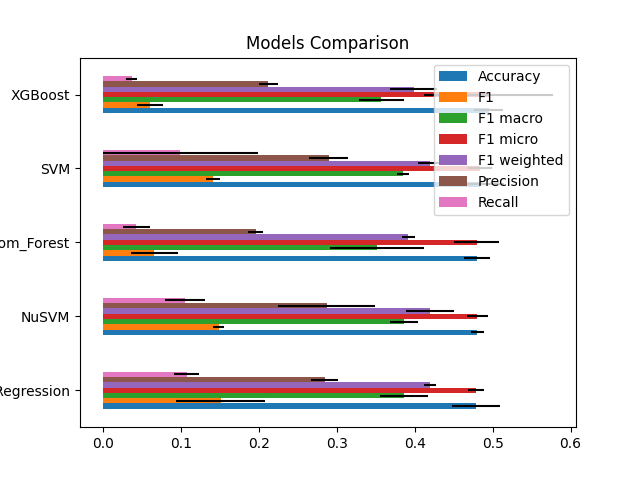 Models Comparison
XGBoost
SVM
om_Forest
NuSVM
Regression
Accuracy
F1
F1 macro
F1 micro
F1 weighted
Precision
Recall
0.0 0.1 0.2 0.3 0.4 0.5 0.6